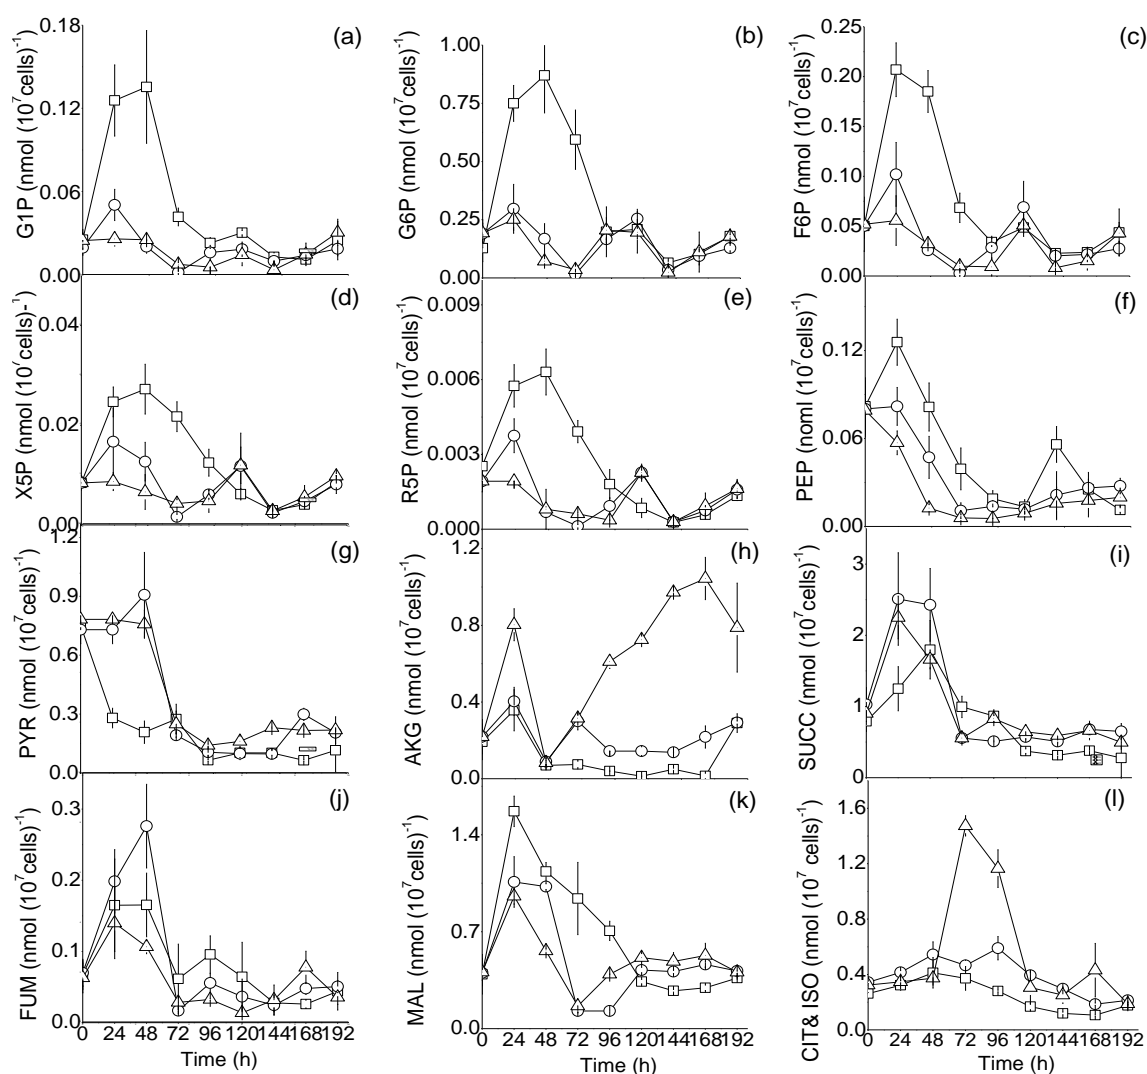 (a)
G1P (nmol (10⁷cells)⁻¹
0.18
0.12
0.06
0.00
(b)
G6P (nmol (10⁷cells)⁻¹
1.00
0.75
0.50
0.25
0.00
(c)
F6P (nmol (10⁷cells)⁻¹
0.25
0.20
0.15
0.10
0.05
0.00
(d)
X5P (nmol (10⁷cells)-¹
0.04
0.02
0.00
(e)
R5P (nmol (10⁷cells)⁻¹
0.009
0.006
0.003
0.000
(f)
PEP (noml (10⁷cells)⁻¹
0.12
0.06
0.00
(g)
PYR (nmol (10⁷cells)⁻¹
1.2
0.9
0.6
0.3
0.0
(h)
AKG (nmol (10⁷cells)⁻¹
1.2
0.8
0.4
0.0
(i)
SUCC (nmol (10⁷cells)⁻¹
3
2
1
0
(j)
FUM (nmol (10⁷cells)⁻¹
0.3
0.2
0.1
0.0
0 24 48 72 96 120 144 168 192
Time (h)
(k)
MAL (nmol (10⁷cells)⁻¹
1.4
0.7
0.0
0 24 48 72 96 120 144 168 192
Time (h)
(l)
CIT& ISO (nmol (10⁷ cells)⁻¹
1.6
1.2
0.8
0.4
0.0
0 24 48 72 96 120 144 168 192
Time (h)